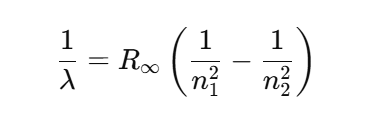 1/λ = R∞ (1/n₁² − 1/n₂²)